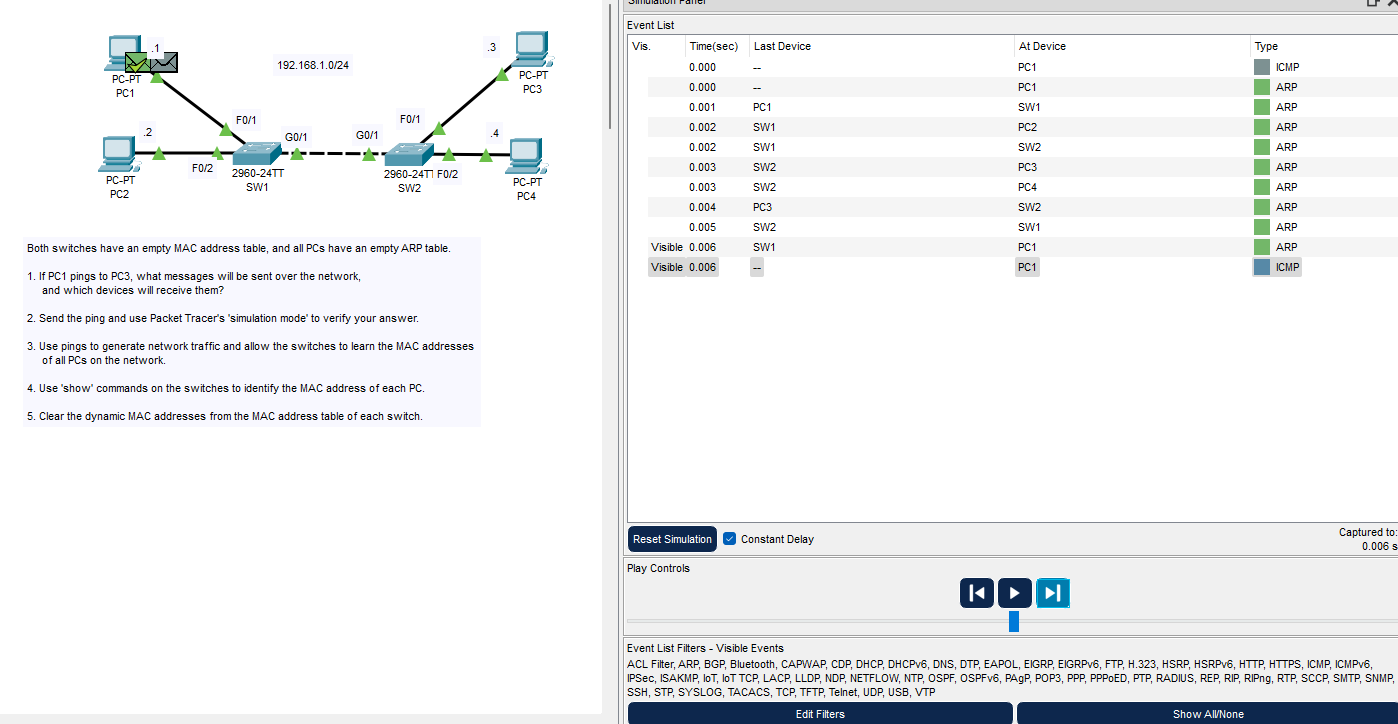 Simulation Panel
Event List
Vis. Time(sec) Last Device At Device Type
0.000 -- PC1 ICMP
0.000 -- PC1 ARP
0.001 PC1 SW1 ARP
0.002 SW1 PC2 ARP
0.002 SW1 SW2 ARP
0.003 SW2 PC3 ARP
0.003 SW2 PC4 ARP
0.004 PC3 SW2 ARP
0.005 SW2 SW1 ARP
Visible 0.006 SW1 PC1 ARP
Visible 0.006 -- PC1 ICMP
.1
PC-PT
PC1
192.168.1.0/24
.3
PC-PT
PC3
F0/1
G0/1
G0/1
F0/1
.2
PC-PT
PC2
F0/2
2960-24TT
SW1
2960-24TT
SW2
F0/2
.4
PC-PT
PC4
Both switches have an empty MAC address table, and all PCs have an empty ARP table.
1. If PC1 pings to PC3, what messages will be sent over the network,
and which devices will receive them?
2. Send the ping and use Packet Tracer's 'simulation mode' to verify your answer.
3. Use pings to generate network traffic and allow the switches to learn the MAC addresses
of all PCs on the network.
4. Use 'show' commands on the switches to identify the MAC address of each PC.
5. Clear the dynamic MAC addresses from the MAC address table of each switch.
Reset Simulation
Constant Delay
Captured to:
0.006 s
Play Controls
Event List Filters - Visible Events
ACL Filter, ARP, BGP, Bluetooth, CAPWAP, CDP, DHCP, DHCPv6, DNS, DTP, EAPOL, EIGRP, EIGRPv6, FTP, H.323, HSRP, HSRPv6, HTTP, HTTPS, ICMP, ICMPv6,
IPSec, ISAKMP, IoT, IoT TCP, LACP, LLDP, NDP, NETFLOW, NTP, OSPF, OSPFv6, PAgP, POP3, PPP, PPPoED, PTP, RADIUS, REP, RIP, RIPng, RTP, SCCP, SMTP, SNMP,
SSH, STP, SYSLOG, TACACS, TCP, TFTP, Telnet, UDP, USB, VTP
Edit Filters
Show All/None